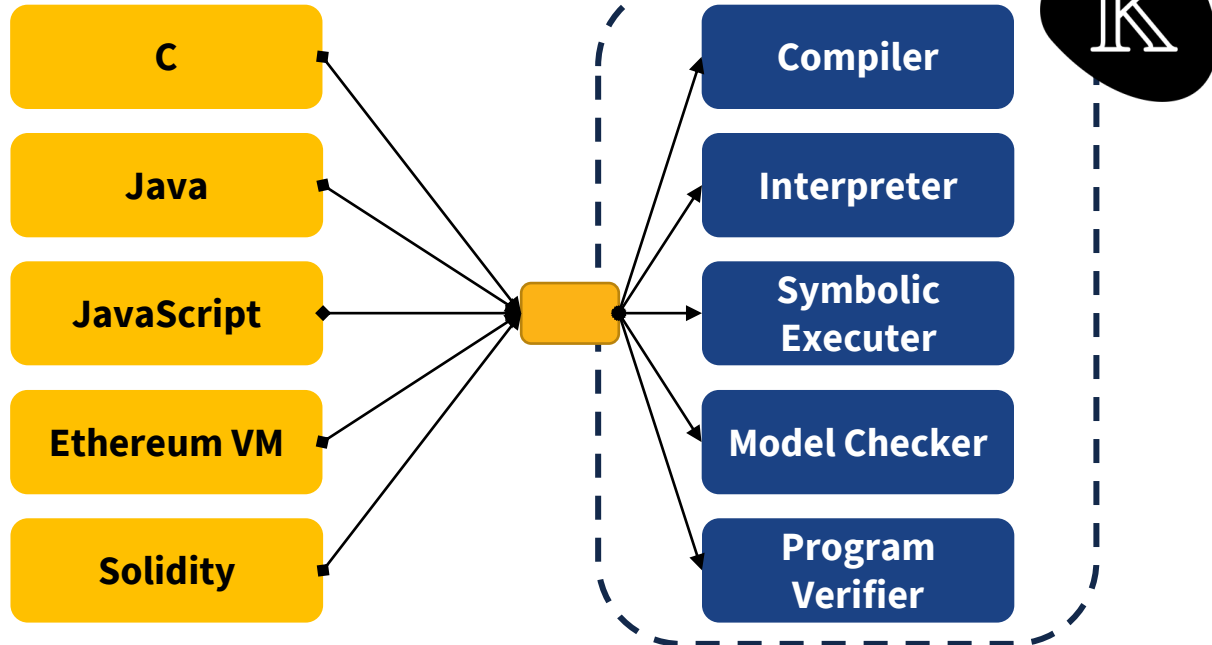 C
Java
JavaScript
Ethereum VM
Solidity
Compiler
Interpreter
Symbolic
Executer
Model Checker
Program
Verifier
𝕂